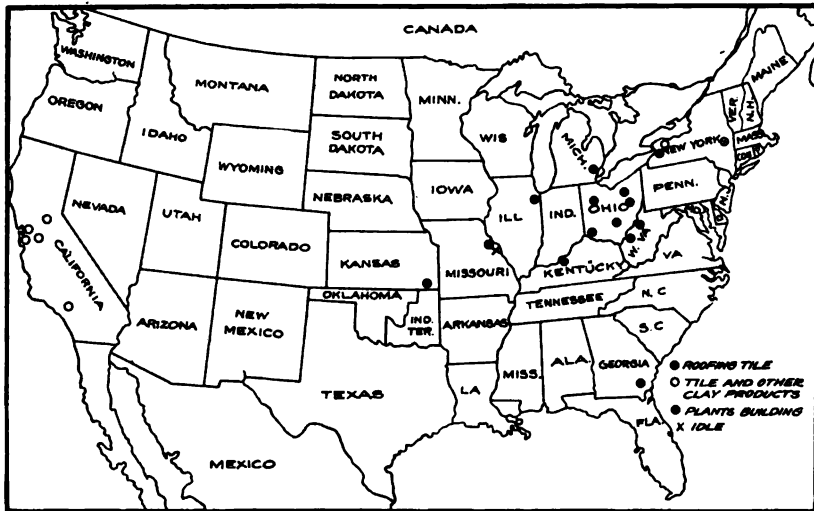 CANADA
WASHINGTON
MONTANA
NORTH
DAKOTA
MINN.
MAINE
OREGON
IDAHO
SOUTH
DAKOTA
WIS
MICH.
VER.
N.H.
NEW YORK
MASS
WYOMING
IOWA
PENN.
N.J.
NEVADA
UTAH
NEBRASKA
ILL
IND.
OHIO
COLORADO
KANSAS
MISSOURI
W. VA
VA
KENTUCKY
CALIFORNIA
OKLAHOMA
TENNESSEE
N.C
ARIZONA
NEW
MEXICO
IND.
TER.
ARKANSAS
S.C
TEXAS
LA
MISS.
ALA.
GEORGIA
FLA.
MEXICO
ROOFING TILE
TILE AND OTHER
CLAY PRODUCTS
PLANTS BUILDING
X IDLE